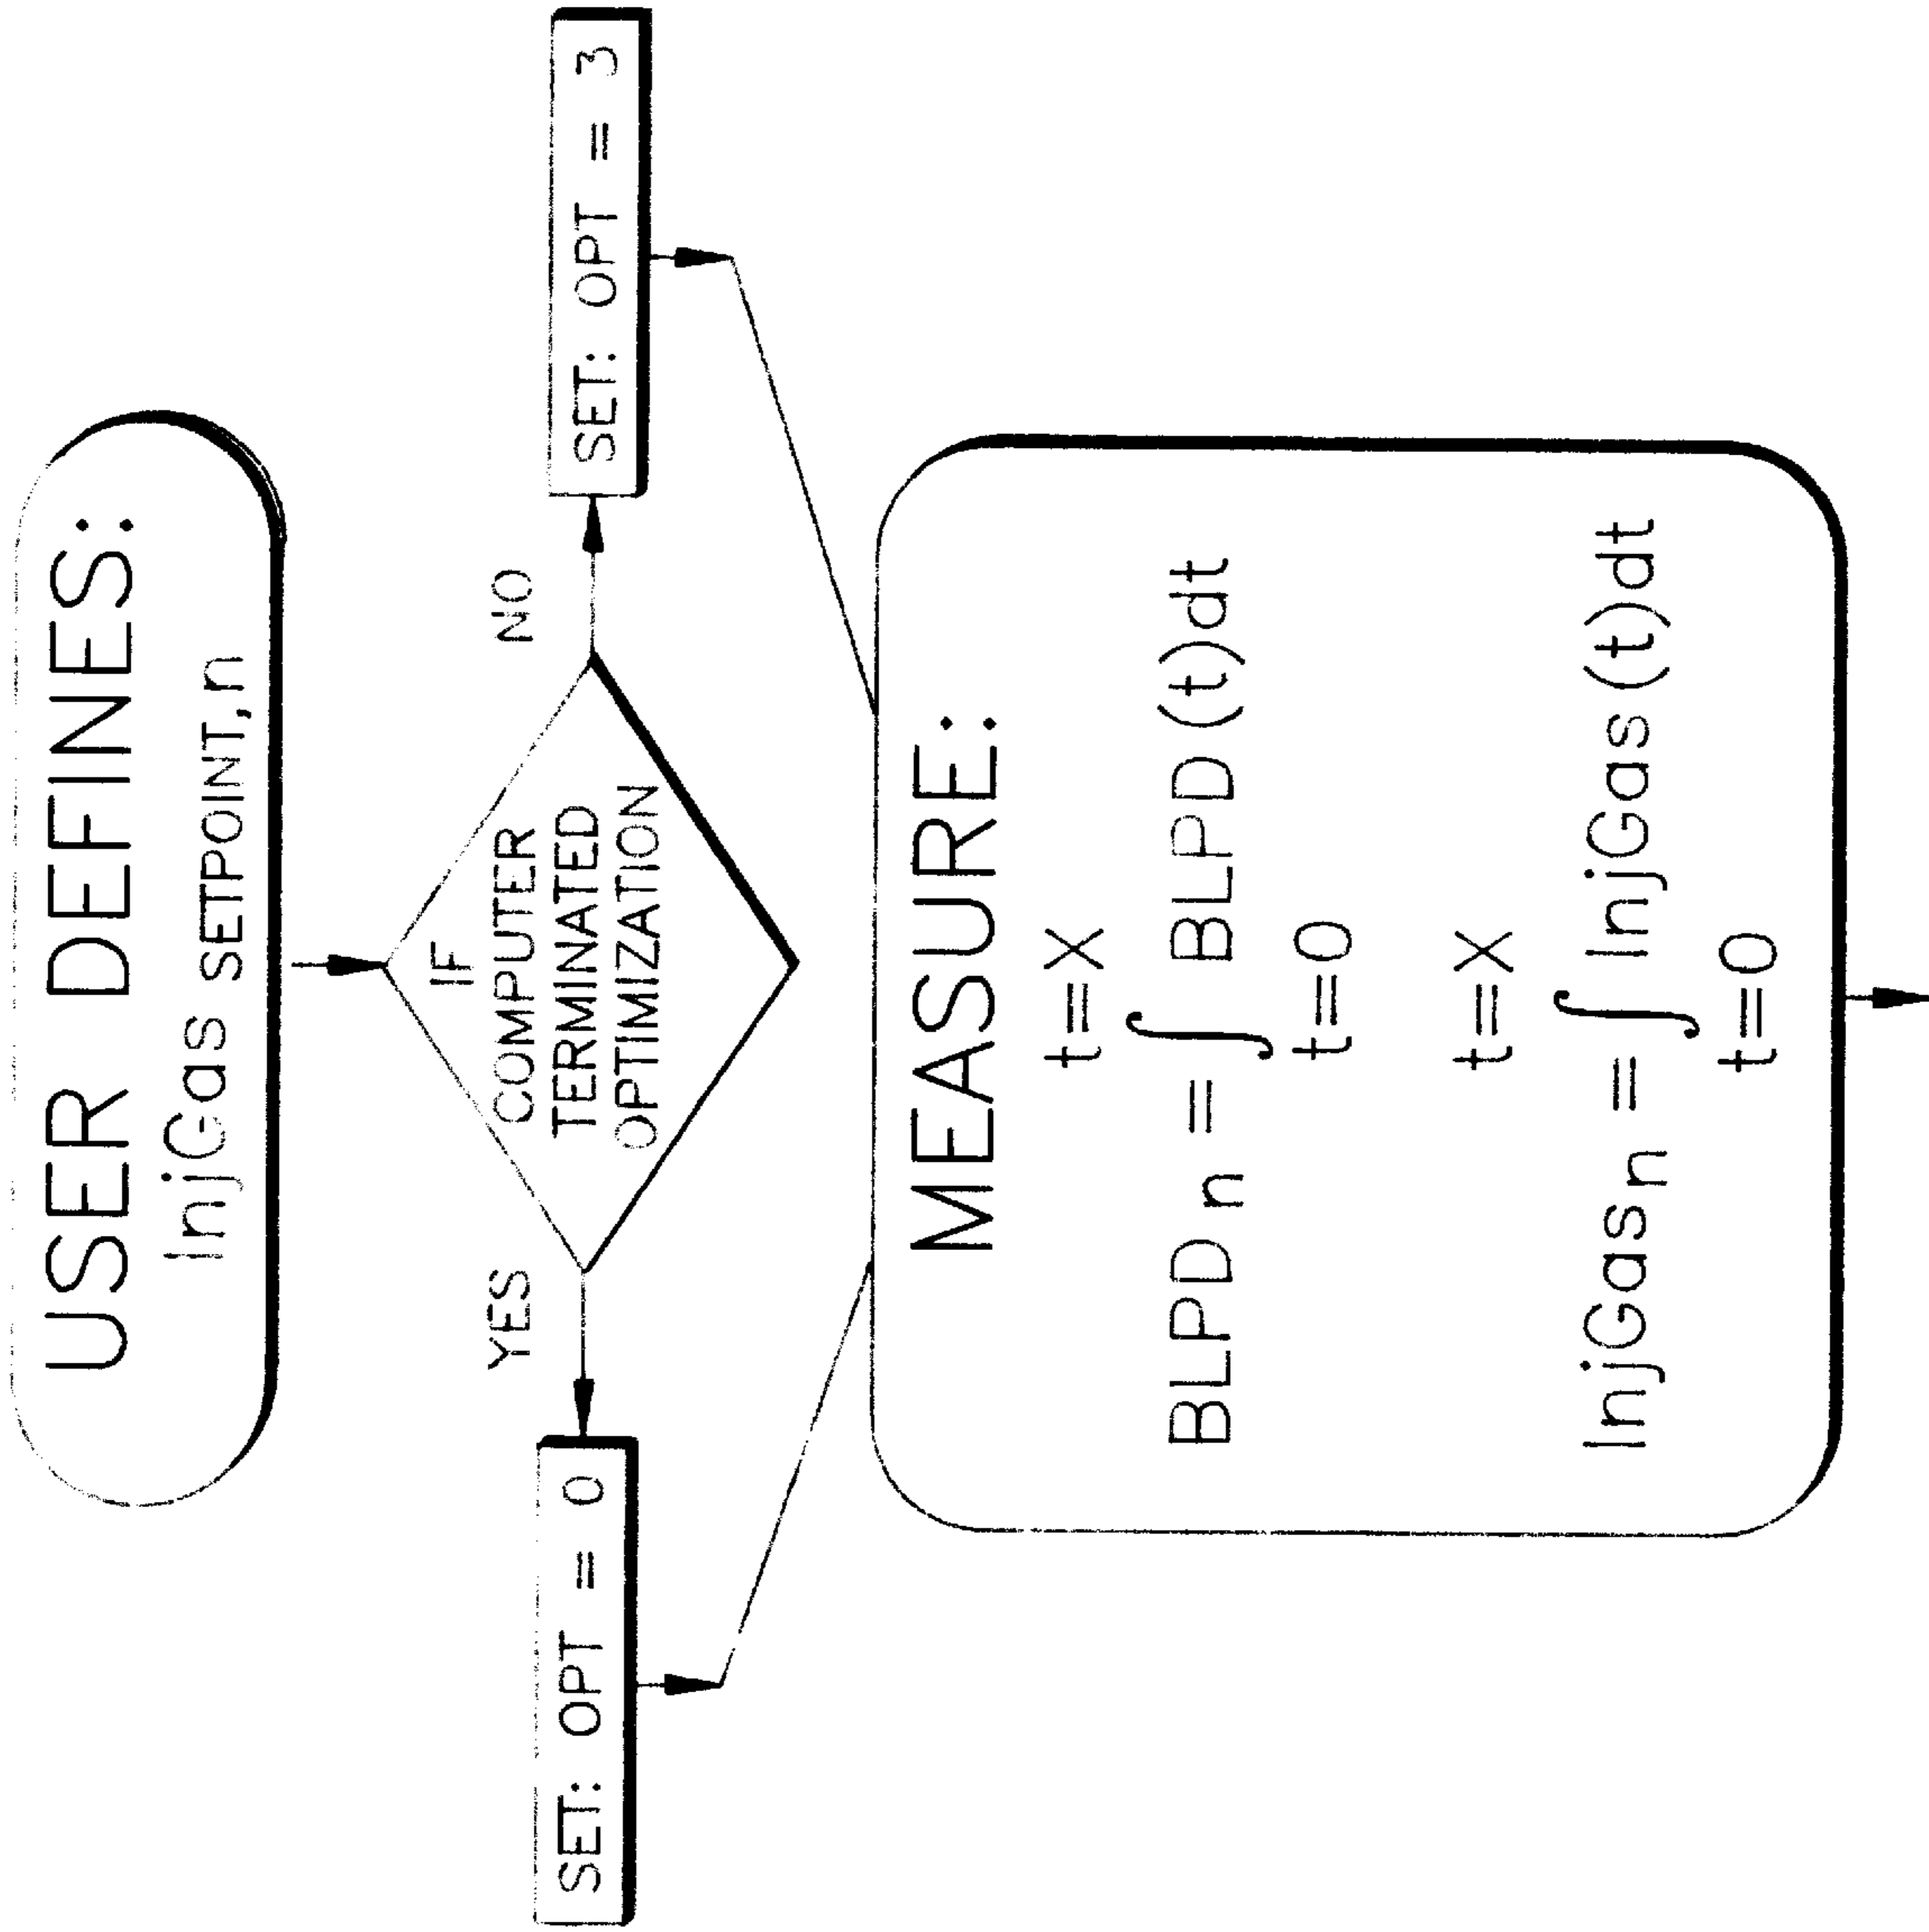 USER DEFINES:
InjGas SETPOINT,n
IF
COMPUTER
TERMINATED
OPTIMIZATION
YES
NO
SET: OPT = 0
SET: OPT = 3
MEASURE:
t=X
BLPD n = ∫ BLPD (t)dt
t=0
t=X
InjGas n = ∫ InjGas (t)dt
t=0